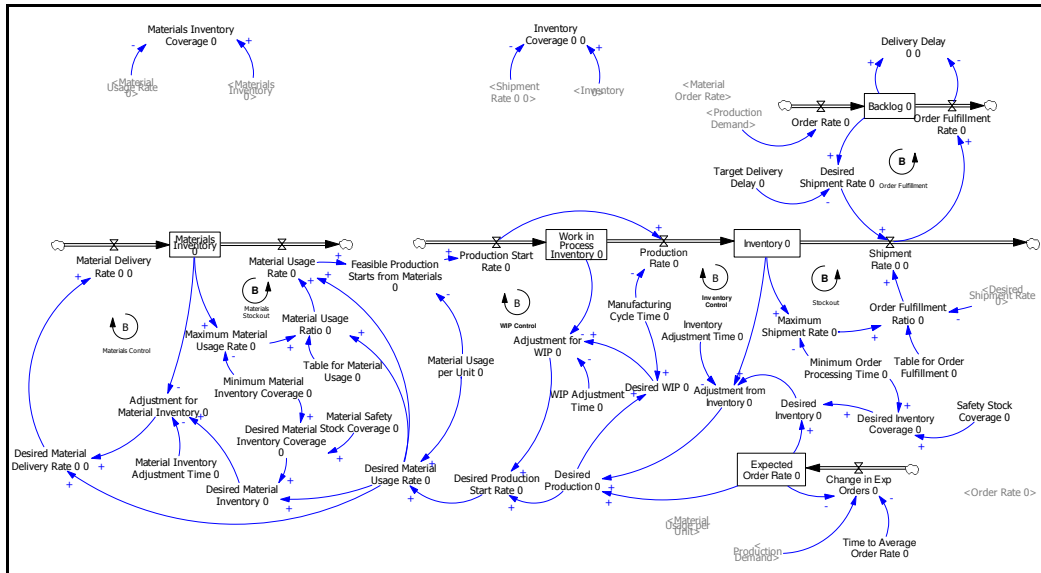 Materials Inventory
Coverage 0
<Material
Usage Rate
0>
<Materials
Inventory
0>
Inventory
Coverage 0 0
<Shipment
Rate 0 0>
<Inventory
0>
<Material
Order Rate>
<Production
Demand>
Delivery Delay
0 0
Order Rate 0
Backlog 0
Order Fulfillment
Rate 0
Target Delivery
Delay 0
Desired
Shipment Rate 0
B
Order Fulfillment
Material Delivery
Rate 0 0
Materials
Inventory
0
Material Usage
Rate 0
Feasible Production
Starts from Materials
0
Production Start
Rate 0
Work in
Process
Inventory 0
Production
Rate 0
Inventory 0
Shipment
Rate 0 0
<Desired
Shipment Rate
0>
B
Materials Control
B
Materials
Stockout
B
WIP Control
B
Inventory
Control
B
Stockout
Maximum Material
Usage Rate 0
Material Usage
Ratio 0
Table for Material
Usage 0
Minimum Material
Inventory Coverage 0
Material Usage
per Unit 0
Adjustment for
WIP 0
Manufacturing
Cycle Time 0
Inventory
Adjustment Time 0
Maximum
Shipment Rate 0
Order Fulfillment
Ratio 0
Minimum Order
Processing Time 0
Table for Order
Fulfillment 0
Adjustment for
Material Inventory 0
Desired Material
Inventory Coverage
0
Material Safety
Stock Coverage 0
WIP Adjustment
Time 0
Desired WIP 0
Adjustment from
Inventory 0
Desired
Inventory 0
Desired Inventory
Coverage 0
Safety Stock
Coverage 0
Desired Material
Delivery Rate 0 0
Material Inventory
Adjustment Time 0
Desired Material
Inventory 0
Desired Material
Usage Rate 0
Desired Production
Start Rate 0
Desired
Production 0
Expected
Order Rate 0
Change in Exp
Orders 0
<Order Rate 0>
<Material
Usage per
Unit>
<
Production
Demand>
Time to Average
Order Rate 0